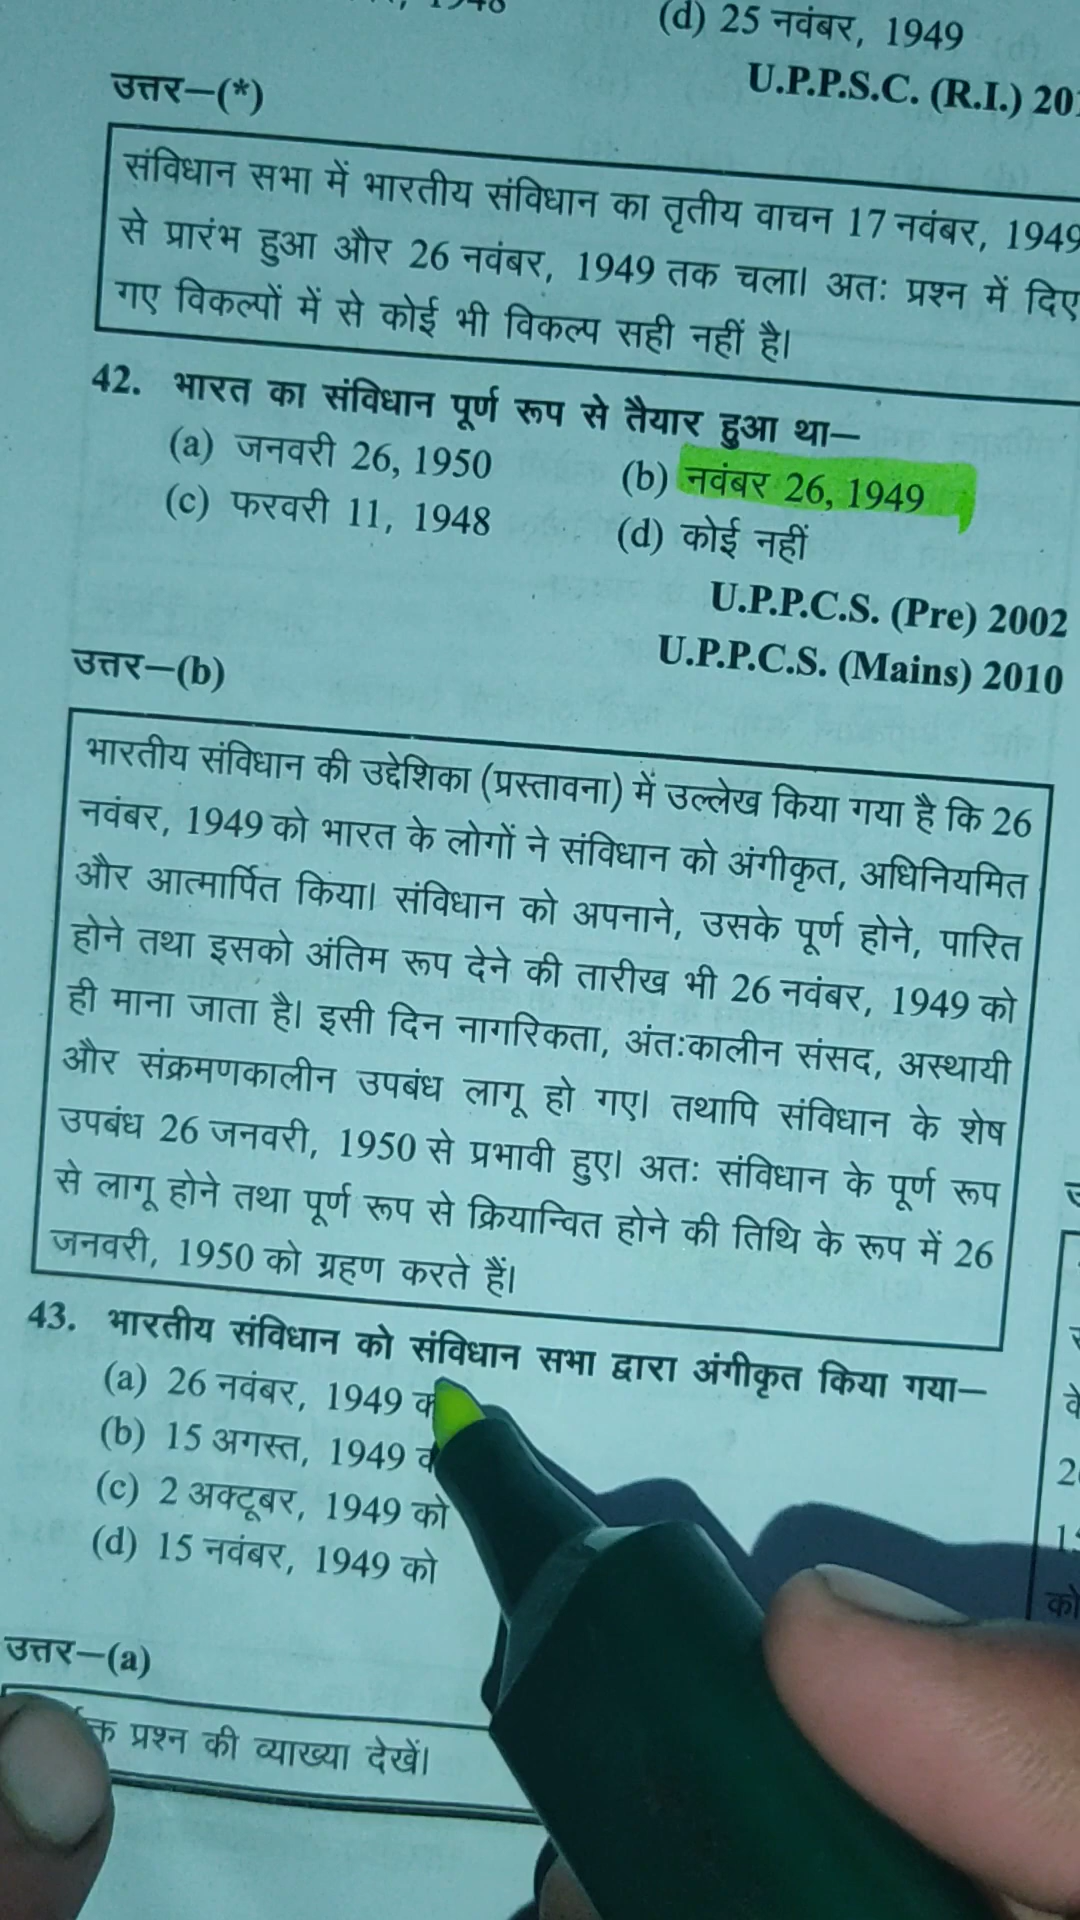 (d) 25 नवंबर, 1949
U.P.P.S.C. (R.I.)
उत्तर–(*)
संविधान सभा में भारतीय संविधान का तृतीय वाचन 17 नवंबर, 1949
से प्रारंभ हुआ और 26 नवंबर, 1949 तक चला। अतः प्रश्न में दिए
गए विकल्पों में से कोई भी विकल्प सही नहीं है।
42. भारत का संविधान पूर्ण रूप से तैयार हुआ था–
(a) जनवरी 26, 1950 (b) नवंबर 26, 1949
(c) फरवरी 11, 1948 (d) कोई नहीं
U.P.P.C.S. (Pre) 2002
U.P.P.C.S. (Mains) 2010
उत्तर–(b)
भारतीय संविधान की उद्देशिका (प्रस्तावना) में उल्लेख किया गया है कि 26
नवंबर, 1949 को भारत के लोगों ने संविधान को अंगीकृत, अधिनियमित
और आत्मार्पित किया। संविधान को अपनाने, उसके पूर्ण होने, पारित
होने तथा इसको अंतिम रूप देने की तारीख भी 26 नवंबर, 1949 को
ही माना जाता है। इसी दिन नागरिकता, अंतःकालीन संसद, अस्थायी
और संक्रमणकालीन उपबंध लागू हो गए। तथापि संविधान के शेष
उपबंध 26 जनवरी, 1950 से प्रभावी हुए। अतः संविधान के पूर्ण रूप
से लागू होने तथा पूर्ण रूप से क्रियान्वित होने की तिथि के रूप में 26
जनवरी, 1950 को ग्रहण करते हैं।
43. भारतीय संविधान को संविधान सभा द्वारा अंगीकृत किया गया–
(a) 26 नवंबर, 1949
(b) 15 अगस्त, 1949
(c) 2 अक्टूबर, 1949 को
(d) 15 नवंबर, 1949 को
उत्तर–(a)
प्रश्न की व्याख्या देखें।